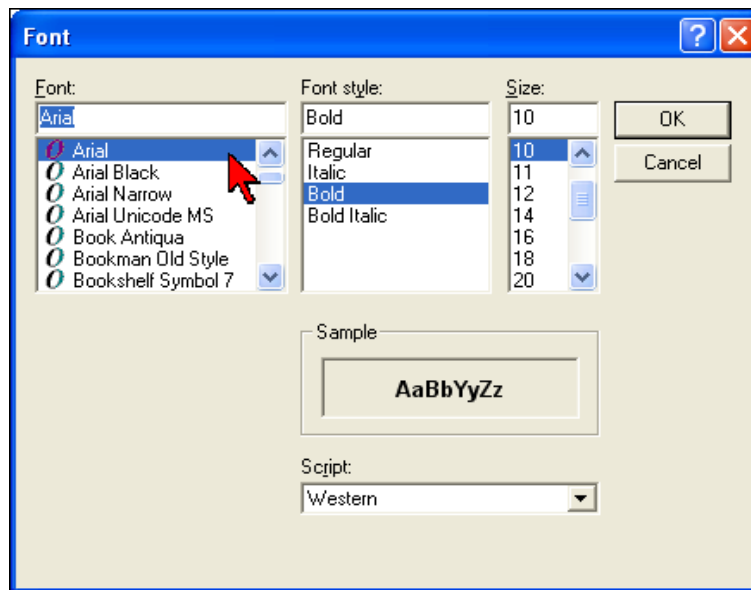 Font
Font:
Arial
Arial
Arial Black
Arial Narrow
Arial Unicode MS
Book Antiqua
Bookman Old Style
Bookshelf Symbol 7
Font style:
Bold
Regular
Italic
Bold
Bold Italic
Size:
10
10
11
12
14
16
18
20
OK
Cancel
Sample
AaBbYyZz
Script:
Western